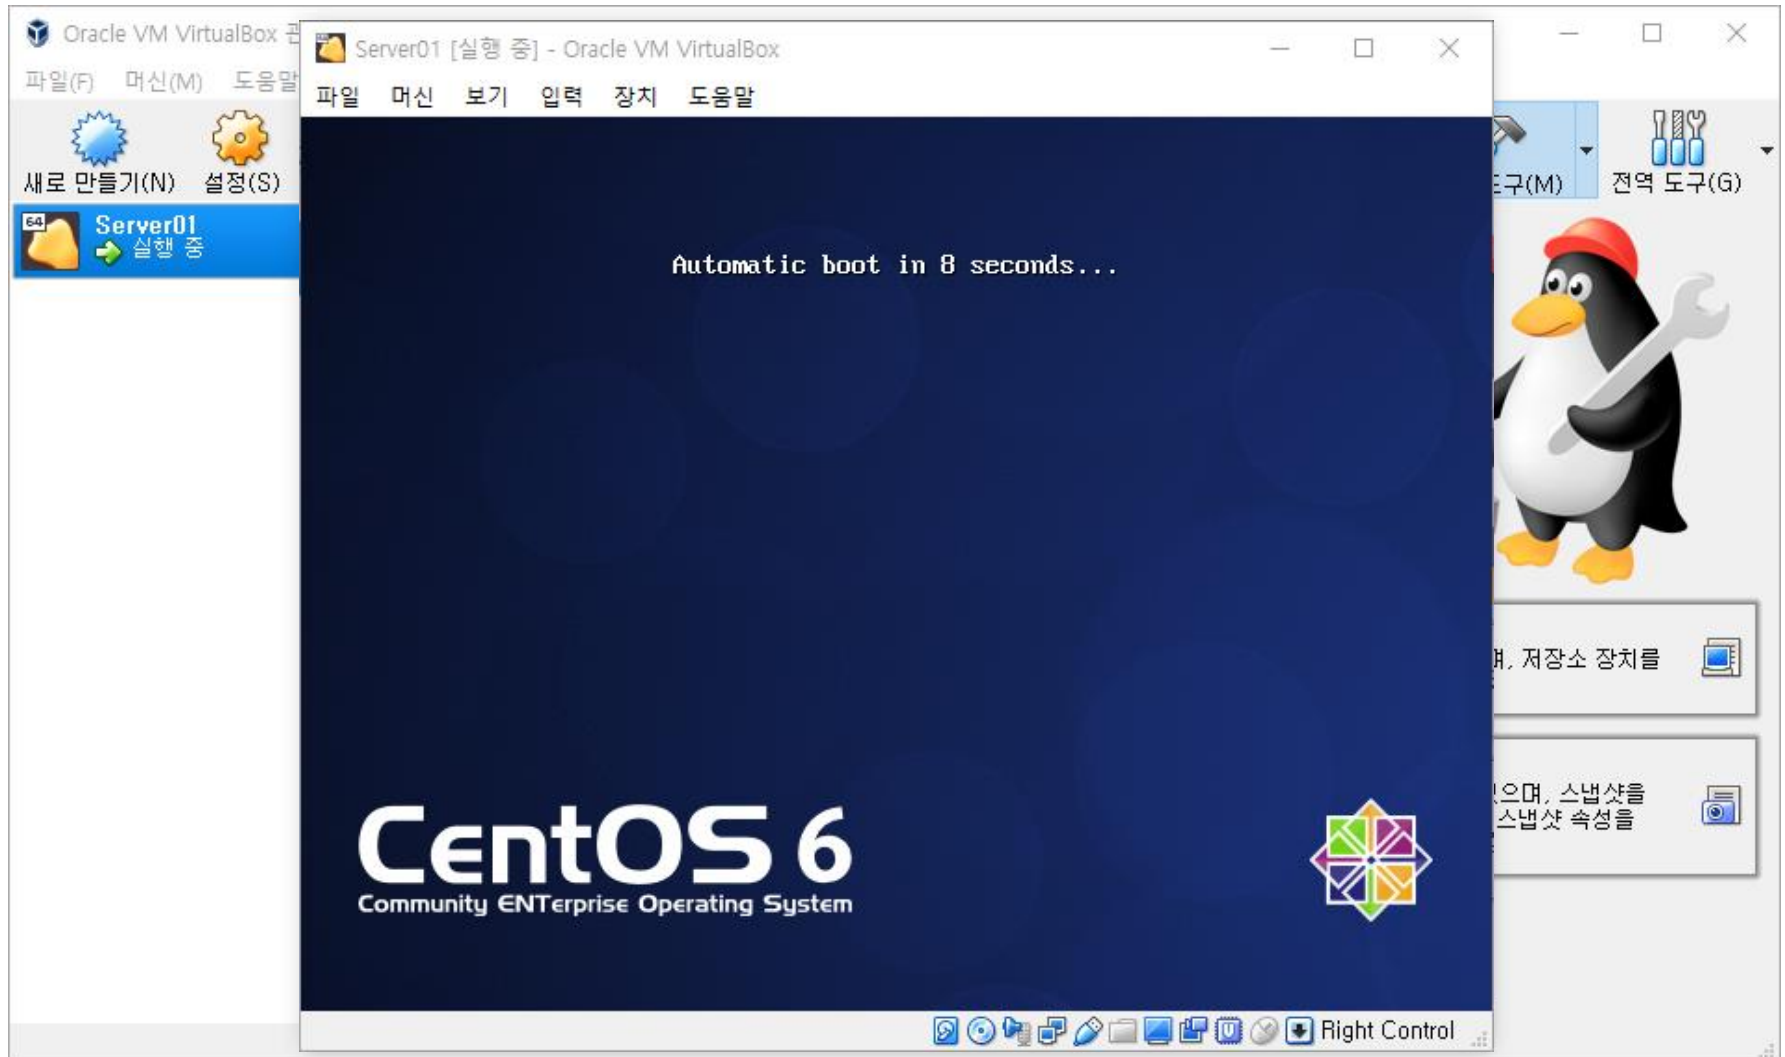 Oracle VM VirtualBox
파일(F) 머신(M) 도움말
새로 만들기(N) 설정(S)
64
Server01
실행 중
Server01 [실행 중] - Oracle VM VirtualBox
파일 머신 보기 입력 장치 도움말
Automatic boot in 8 seconds...
CentOS 6
Community ENTerprise Operating System
Right Control
도구(M) 전역 도구(G)
며, 저장소 장치를
있으며, 스냅샷을
스냅샷 속성을